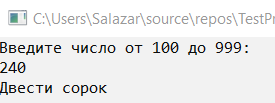 C:\Users\Salazar\source\repos\TestPr
Введите число от 100 до 999:
240
Двести сорок